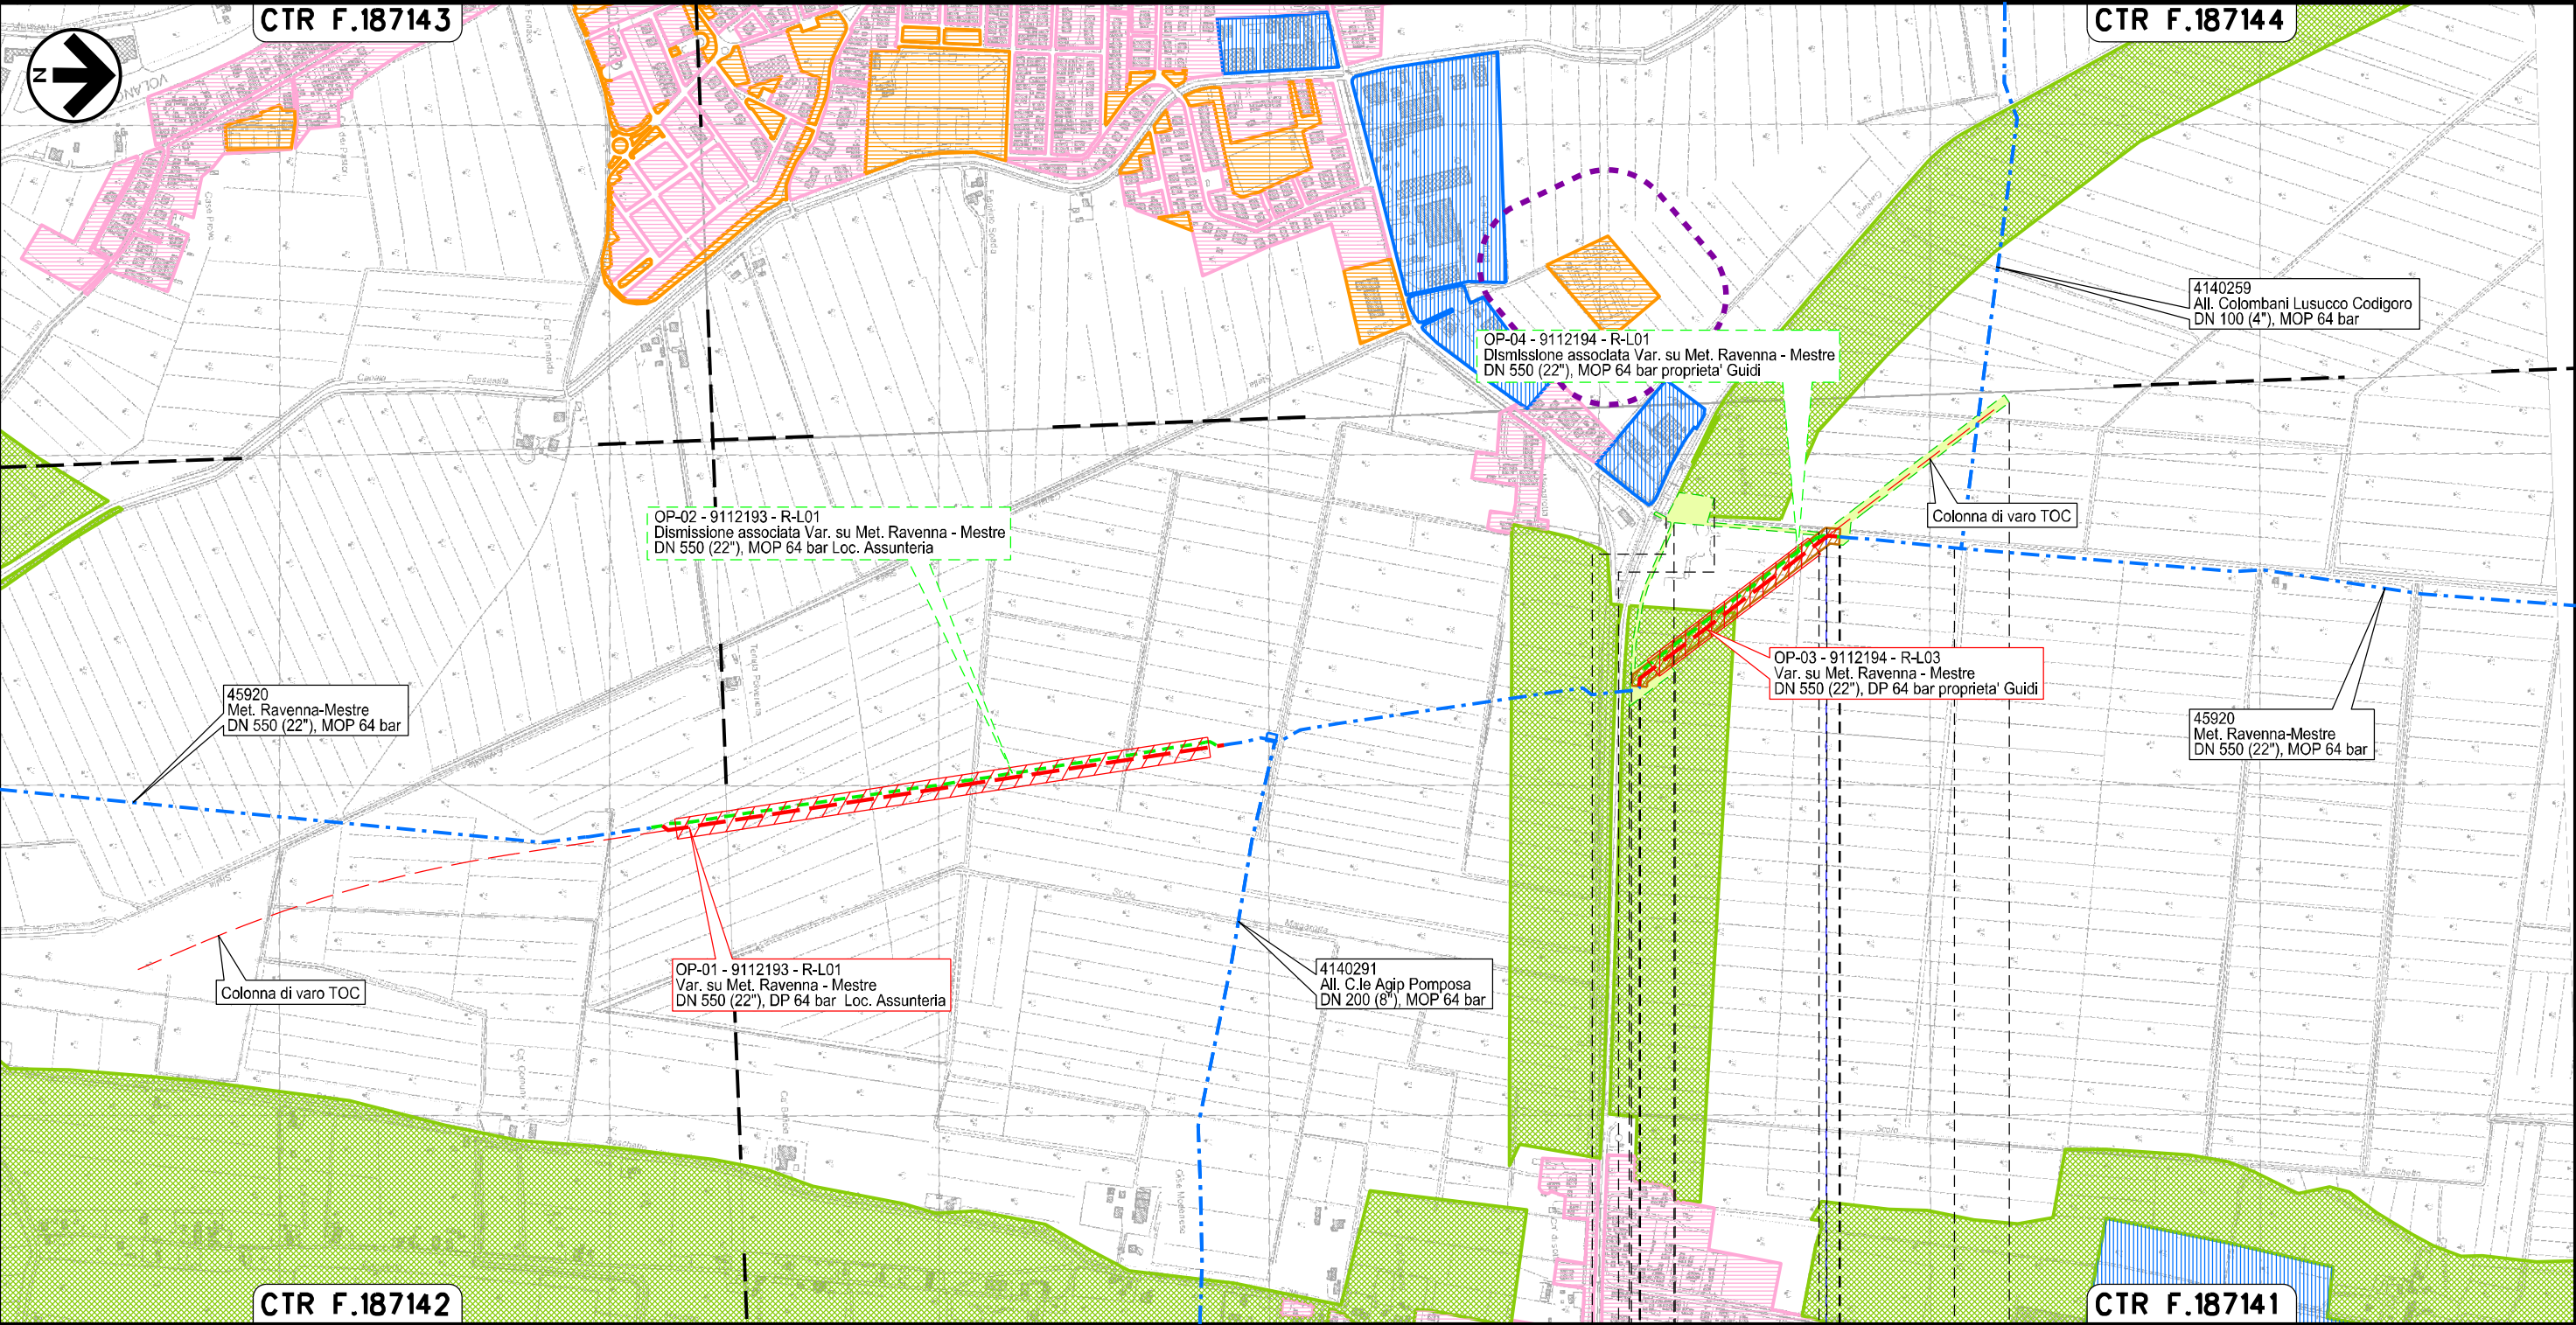 CTR F.187143
CTR F.187144
N
VOLANO
4140259
All. Colombani Lusucco Codigoro
DN 100 (4"), MOP 64 bar
OP-04 - 9112194 - R-L01
Dismissione associata Var. su Met. Ravenna - Mestre
DN 550 (22"), MOP 64 bar proprieta' Guidi
OP-02 - 9112193 - R-L01
Dismissione associata Var. su Met. Ravenna - Mestre
DN 550 (22"), MOP 64 bar Loc. Assunteria
Colonna di varo TOC
OP-03 - 9112194 - R-L03
Var. su Met. Ravenna - Mestre
DN 550 (22"), DP 64 bar proprieta' Guidi
45920
Met. Ravenna-Mestre
DN 550 (22"), MOP 64 bar
45920
Met. Ravenna-Mestre
DN 550 (22"), MOP 64 bar
OP-01 - 9112193 - R-L01
Var. su Met. Ravenna - Mestre
DN 550 (22"), DP 64 bar Loc. Assunteria
4140291
All. C.le Agip Pomposa
DN 200 (8"), MOP 64 bar
Colonna di varo TOC
CTR F.187142
CTR F.187141